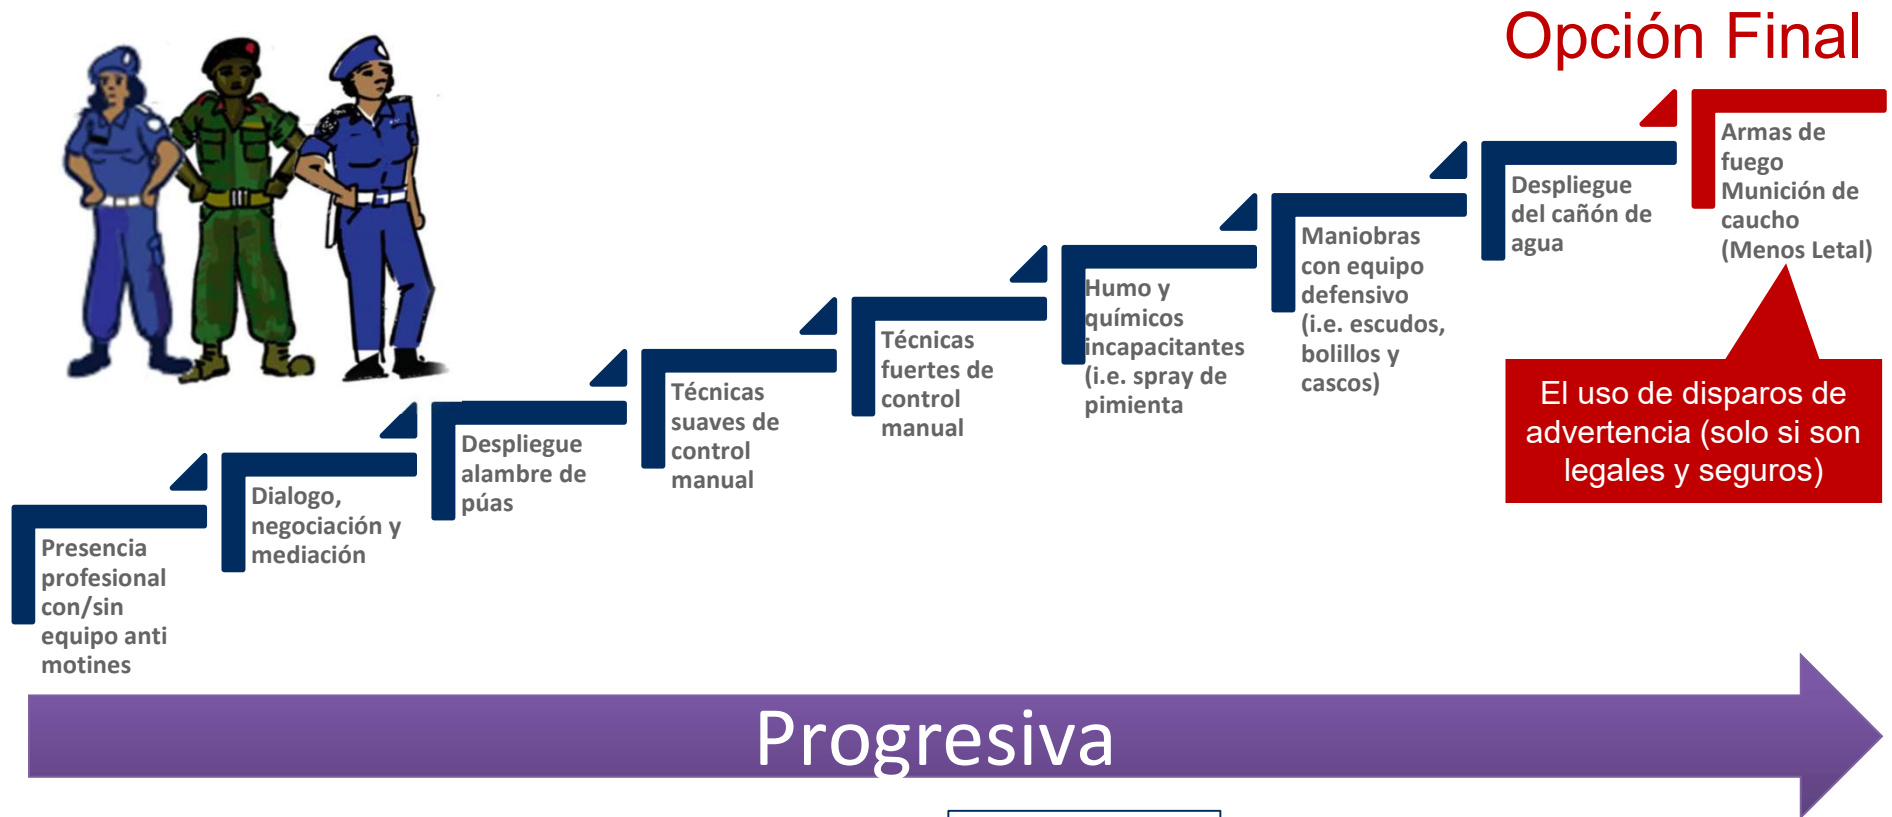 Opción Final
Presencia
profesional
con/sin
equipo anti
motines
Dialogo,
negociación y
mediación
Despliegue
alambre de
púas
Técnicas
suaves de
control
manual
Técnicas
fuertes de
control
manual
Humo y
químicos
incapacitantes
(i.e. spray de
pimienta
Maniobras
con equipo
defensivo
(i.e. escudos,
bolillos y
cascos)
Despliegue
del cañón de
agua
Armas de
fuego
Munición de
caucho
(Menos Letal)
El uso de disparos de
advertencia (solo si son
legales y seguros)
Progresiva